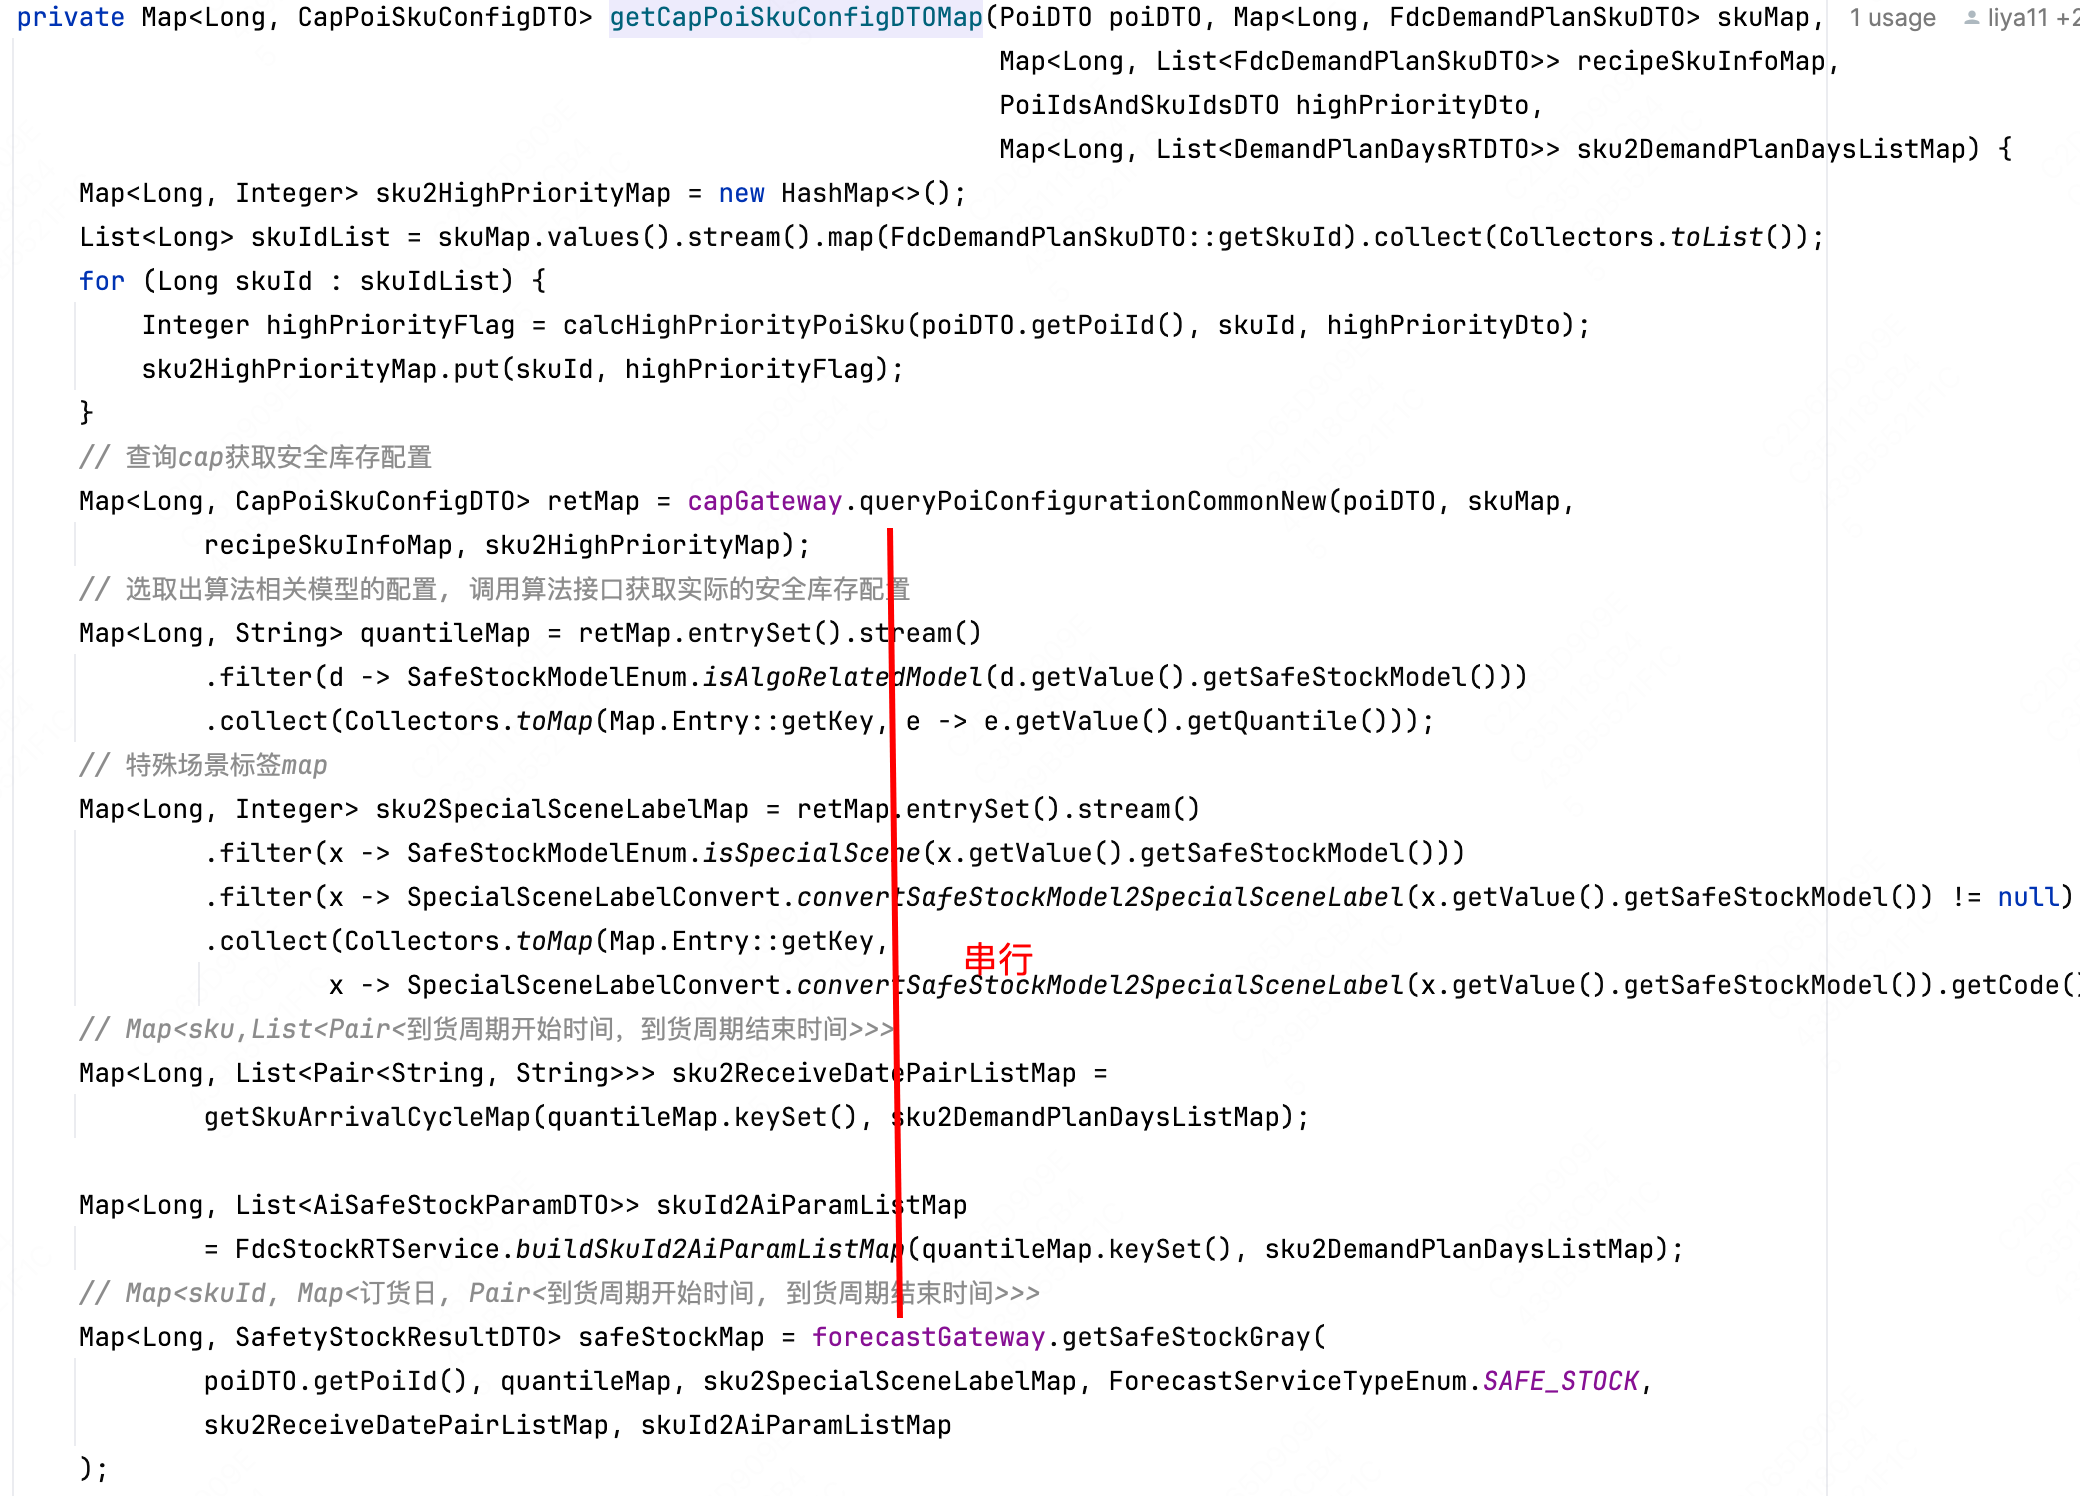 private Map<Long, CapPoiSkuConfigDTO> getCapPoiSkuConfigDTOMap(PoiDTO poiDTO, Map<Long, FdcDemandPlanSkuDTO> skuMap, 1 usage liya11 +2
Map<Long, List<FdcDemandPlanSkuDTO>> recipeSkuInfoMap,
PoiIdsAndSkuIdsDTO highPriorityDto,
Map<Long, List<DemandPlanDaysRTDTO>> sku2DemandPlanDaysListMap) {
Map<Long, Integer> sku2HighPriorityMap = new HashMap<>();
List<Long> skuIdList = skuMap.values().stream().map(FdcDemandPlanSkuDTO::getSkuId).collect(Collectors.toList());
for (Long skuId : skuIdList) {
Integer highPriorityFlag = calcHighPriorityPoiSku(poiDTO.getPoiId(), skuId, highPriorityDto);
sku2HighPriorityMap.put(skuId, highPriorityFlag);
}
// 查询cap获取安全库存配置
Map<Long, CapPoiSkuConfigDTO> retMap = capGateway.queryPoiConfigurationCommonNew(poiDTO, skuMap,
recipeSkuInfoMap, sku2HighPriorityMap);
// 选取出算法相关模型的配置, 调用算法接口获取实际的安全库存配置
Map<Long, String> quantileMap = retMap.entrySet().stream()
.filter(d -> SafeStockModelEnum.isAlgoRelatedModel(d.getValue().getSafeStockModel()))
.collect(Collectors.toMap(Map.Entry::getKey, e -> e.getValue().getQuantile()));
// 特殊场景标签map
Map<Long, Integer> sku2SpecialSceneLabelMap = retMap.entrySet().stream()
.filter(x -> SafeStockModelEnum.isSpecialScene(x.getValue().getSafeStockModel()))
.filter(x -> SpecialSceneLabelConvert.convertSafeStockModel2SpecialSceneLabel(x.getValue().getSafeStockModel()) != null)
.collect(Collectors.toMap(Map.Entry::getKey,
串行
x -> SpecialSceneLabelConvert.convertSafeStockModel2SpecialSceneLabel(x.getValue().getSafeStockModel()).getCode()
// Map<sku,List<Pair<到货周期开始时间，到货周期结束时间>>>
Map<Long, List<Pair<String, String>>> sku2ReceiveDatePairListMap =
getSkuArrivalCycleMap(quantileMap.keySet(), sku2DemandPlanDaysListMap);
Map<Long, List<AiSafeStockParamDTO>> skuId2AiParamListMap
= FdcStockRTService.buildSkuId2AiParamListMap(quantileMap.keySet(), sku2DemandPlanDaysListMap);
// Map<skuId, Map<订货日, Pair<到货周期开始时间, 到货周期结束时间>>>
Map<Long, SafetyStockResultDTO> safeStockMap = forecastGateway.getSafeStockGray(
poiDTO.getPoiId(), quantileMap, sku2SpecialSceneLabelMap, ForecastServiceTypeEnum.SAFE_STOCK,
sku2ReceiveDatePairListMap, skuId2AiParamListMap
);